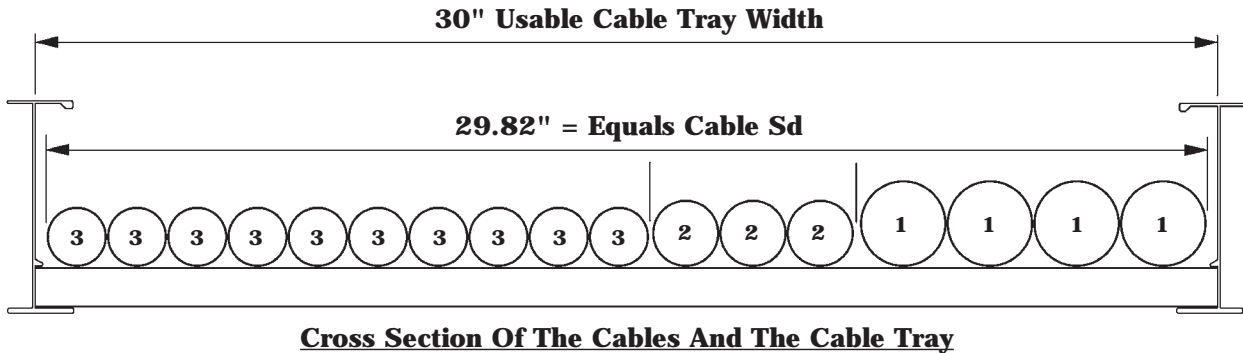 30" Usable Cable Tray Width
29.82" = Equals Cable Sd
3 3 3 3 3 3 3 3 3 3 2 2 2 1 1 1 1
Cross Section Of The Cables And The Cable Tray